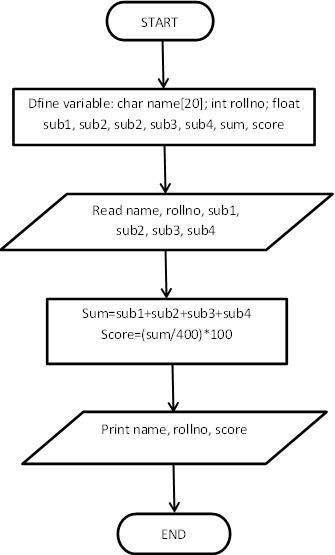 START
Dfine variable: char name[20]; int rollno; float
sub1, sub2, sub2, sub3, sub4, sum, score
Read name, rollno, sub1,
sub2, sub3, sub4
Sum=sub1+sub2+sub3+sub4
Score=(sum/400)*100
Print name, rollno, score
END